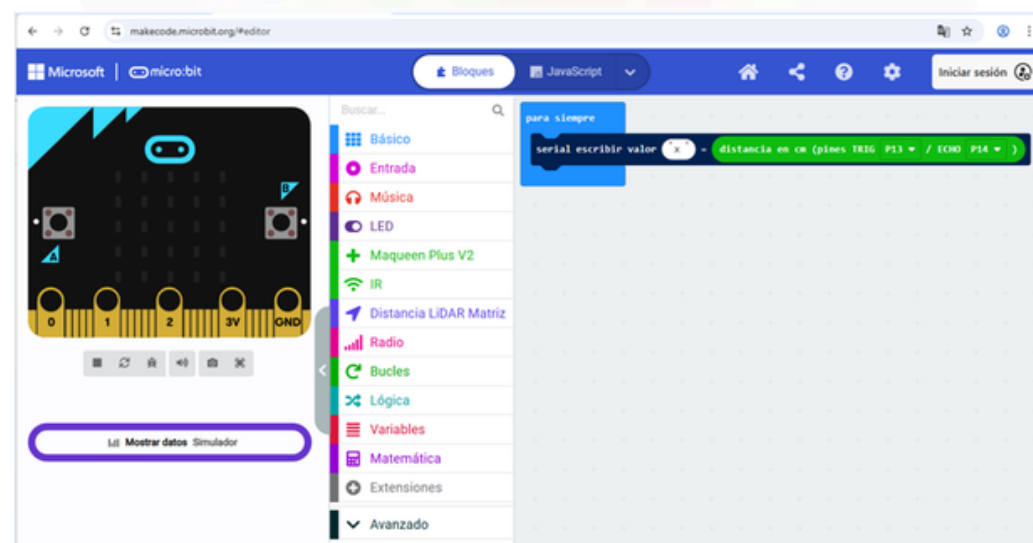 makecode.microbit.org/#editor
Microsoft | micro:bit
Bloques
JavaScript
Iniciar sesión
A
B
0 1 2 3V GND
Mostrar datos Simulador
Buscar...
Básico
Entrada
Música
LED
Maqueen Plus V2
IR
Distancia LiDAR Matriz
Radio
Bucles
Lógica
Variables
Matemática
Extensiones
Avanzado
para siempre
serial escribir valor "x" = distancia en cm (pines TRIG P13 / ECHO P14 )